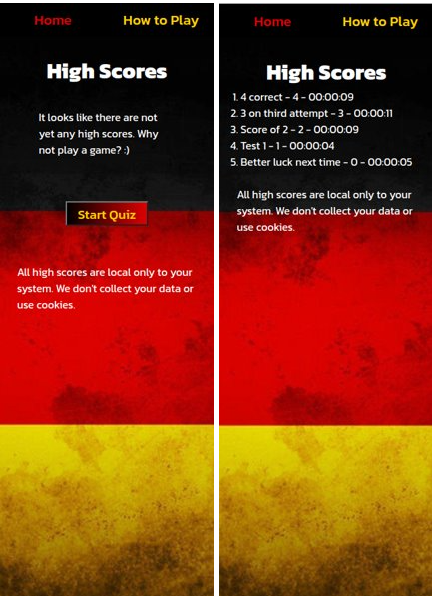 Home How to Play
High Scores
It looks like there are not
yet any high scores. Why
not play a game? :)
Start Quiz
All high scores are local only to your
system. We don't collect your data or
use cookies.
Home How to Play
High Scores
1. 4 correct - 4 - 00:00:09
2. 3 on third attempt - 3 - 00:00:11
3. Score of 2 - 2 - 00:00:09
4. Test 1 - 1 - 00:00:04
5. Better luck next time - 0 - 00:00:05
All high scores are local only to your
system. We don't collect your data or
use cookies.